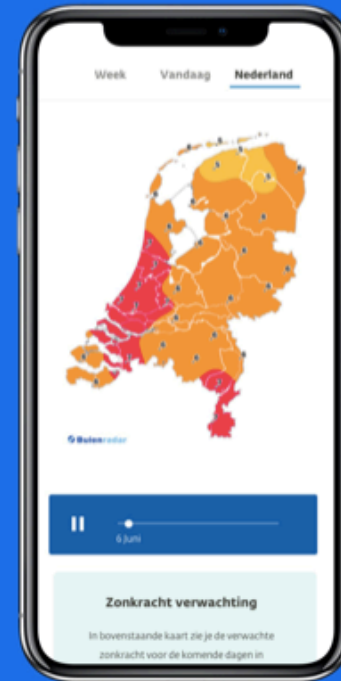 Week Vandaag Nederland
Buienradar
6 Juni
Zonkracht verwachting
In bovenstaande kaart zie je de verwachte
zonkracht voor de komende dagen in